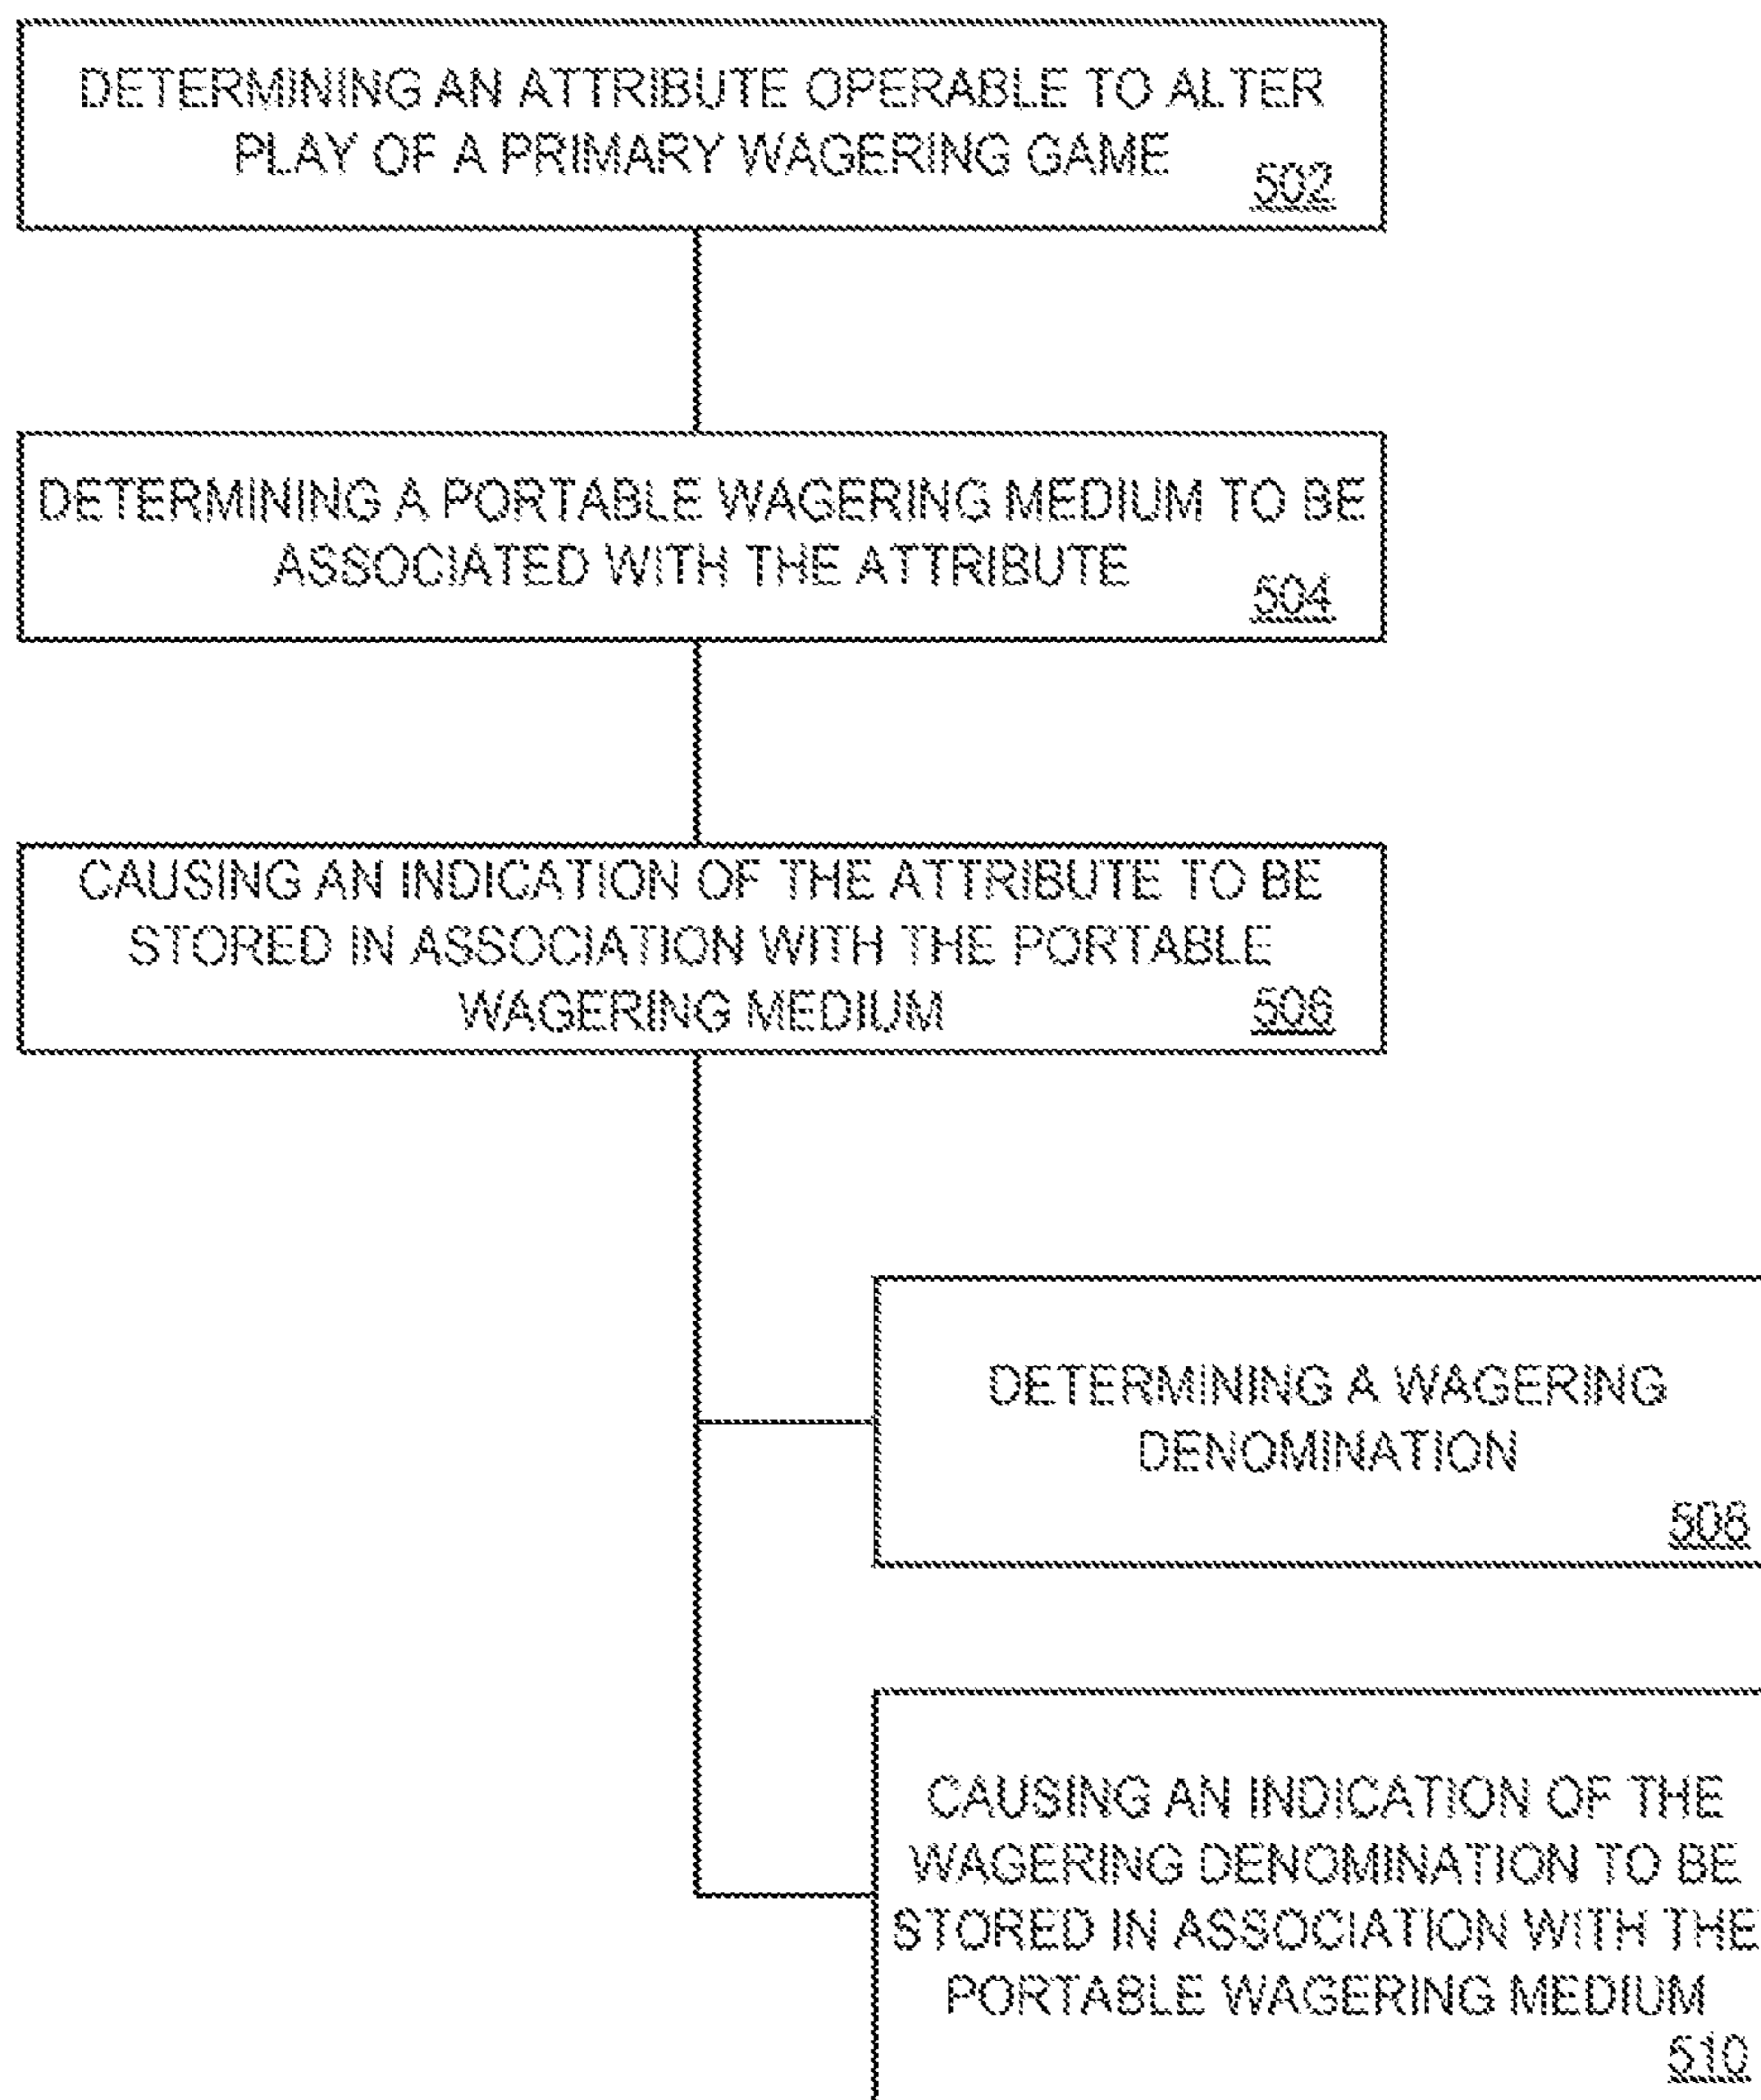 DETERMINING AN ATTRIBUTE OPERABLE TO ALTER
PLAY OF A PRIMARY WAGERING GAME
502
DETERMINING A PORTABLE WAGERING MEDIUM TO BE
ASSOCIATED WITH THE ATTRIBUTE
504
CAUSING AN INDICATION OF THE ATTRIBUTE TO BE
STORED IN ASSOCIATION WITH THE PORTABLE
WAGERING MEDIUM
506
DETERMINING A WAGERING
DENOMINATION
508
CAUSING AN INDICATION OF THE
WAGERING DENOMINATION TO BE
STORED IN ASSOCIATION WITH THE
PORTABLE WAGERING MEDIUM
510